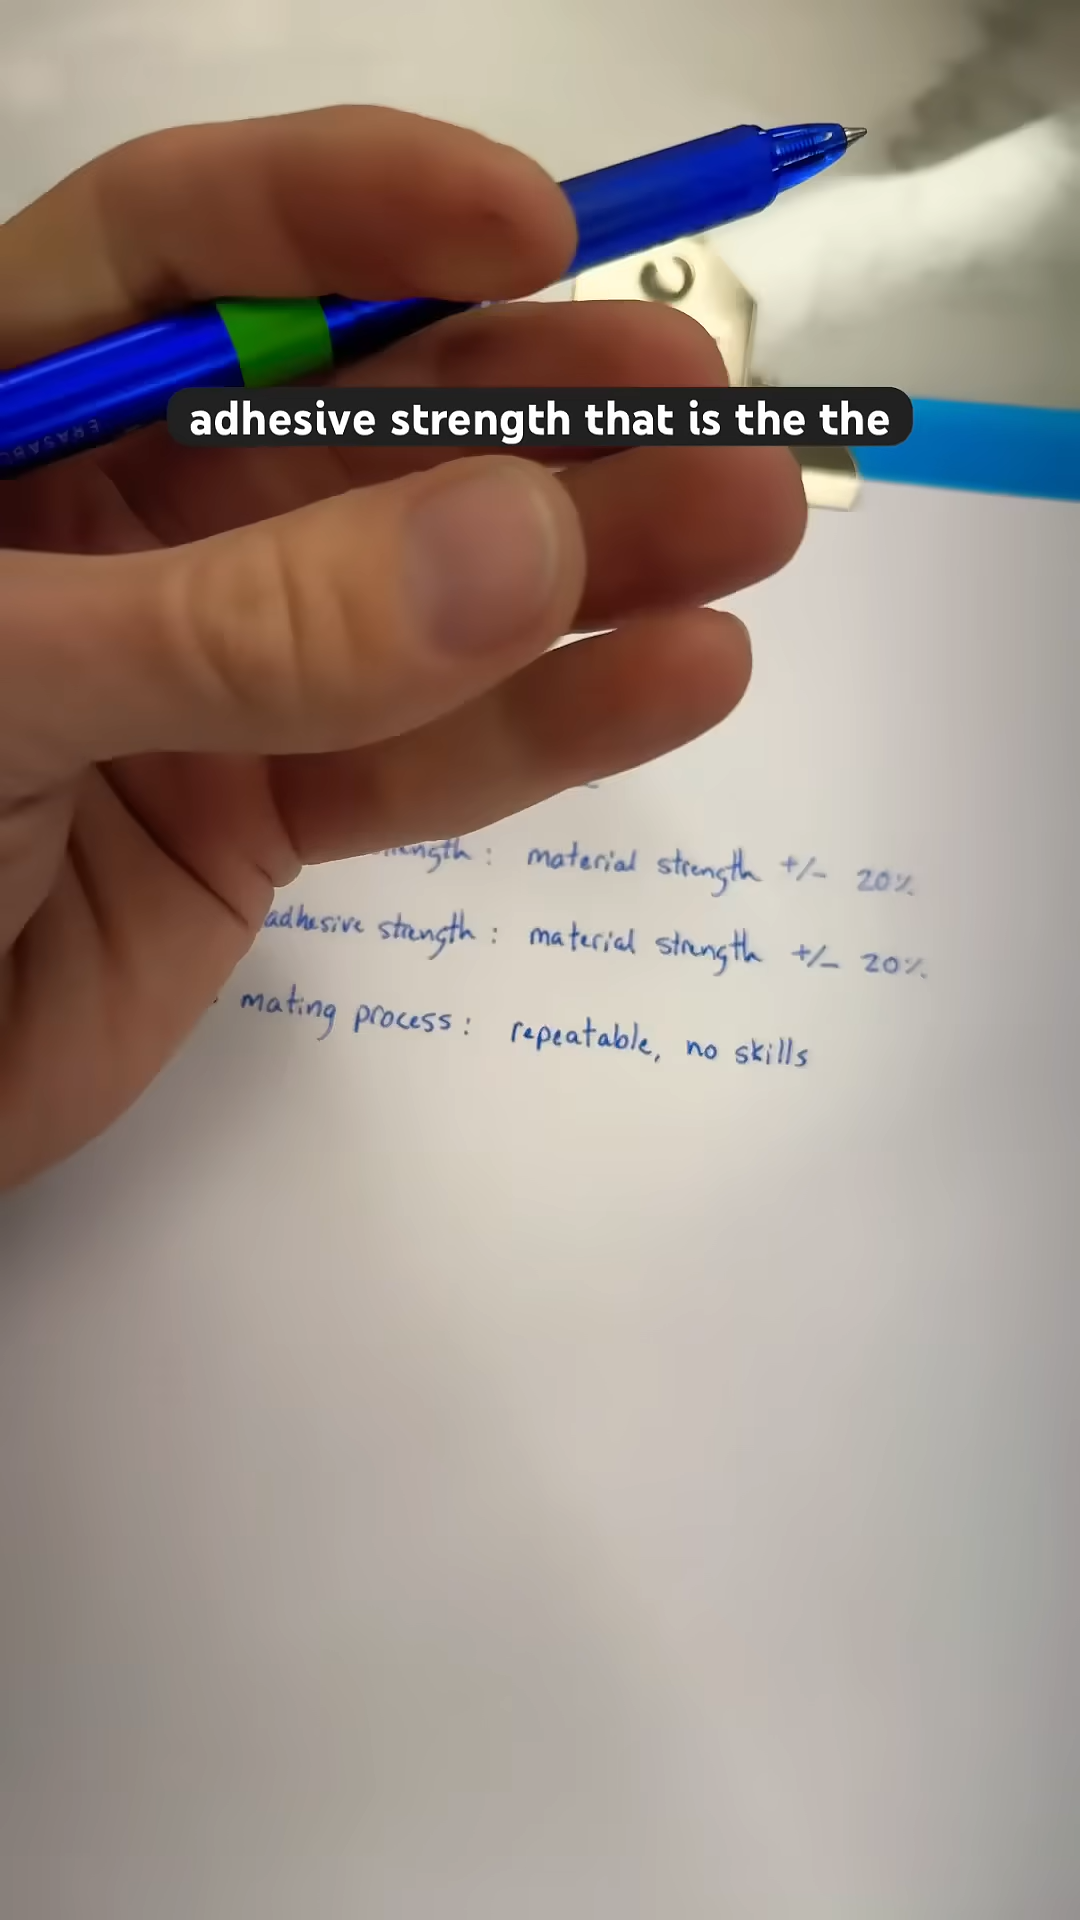 adhesive strength that is the the
: material strength +/- 20%
adhesive strength : material strength +/- 20%
mating process : repeatable, no skills